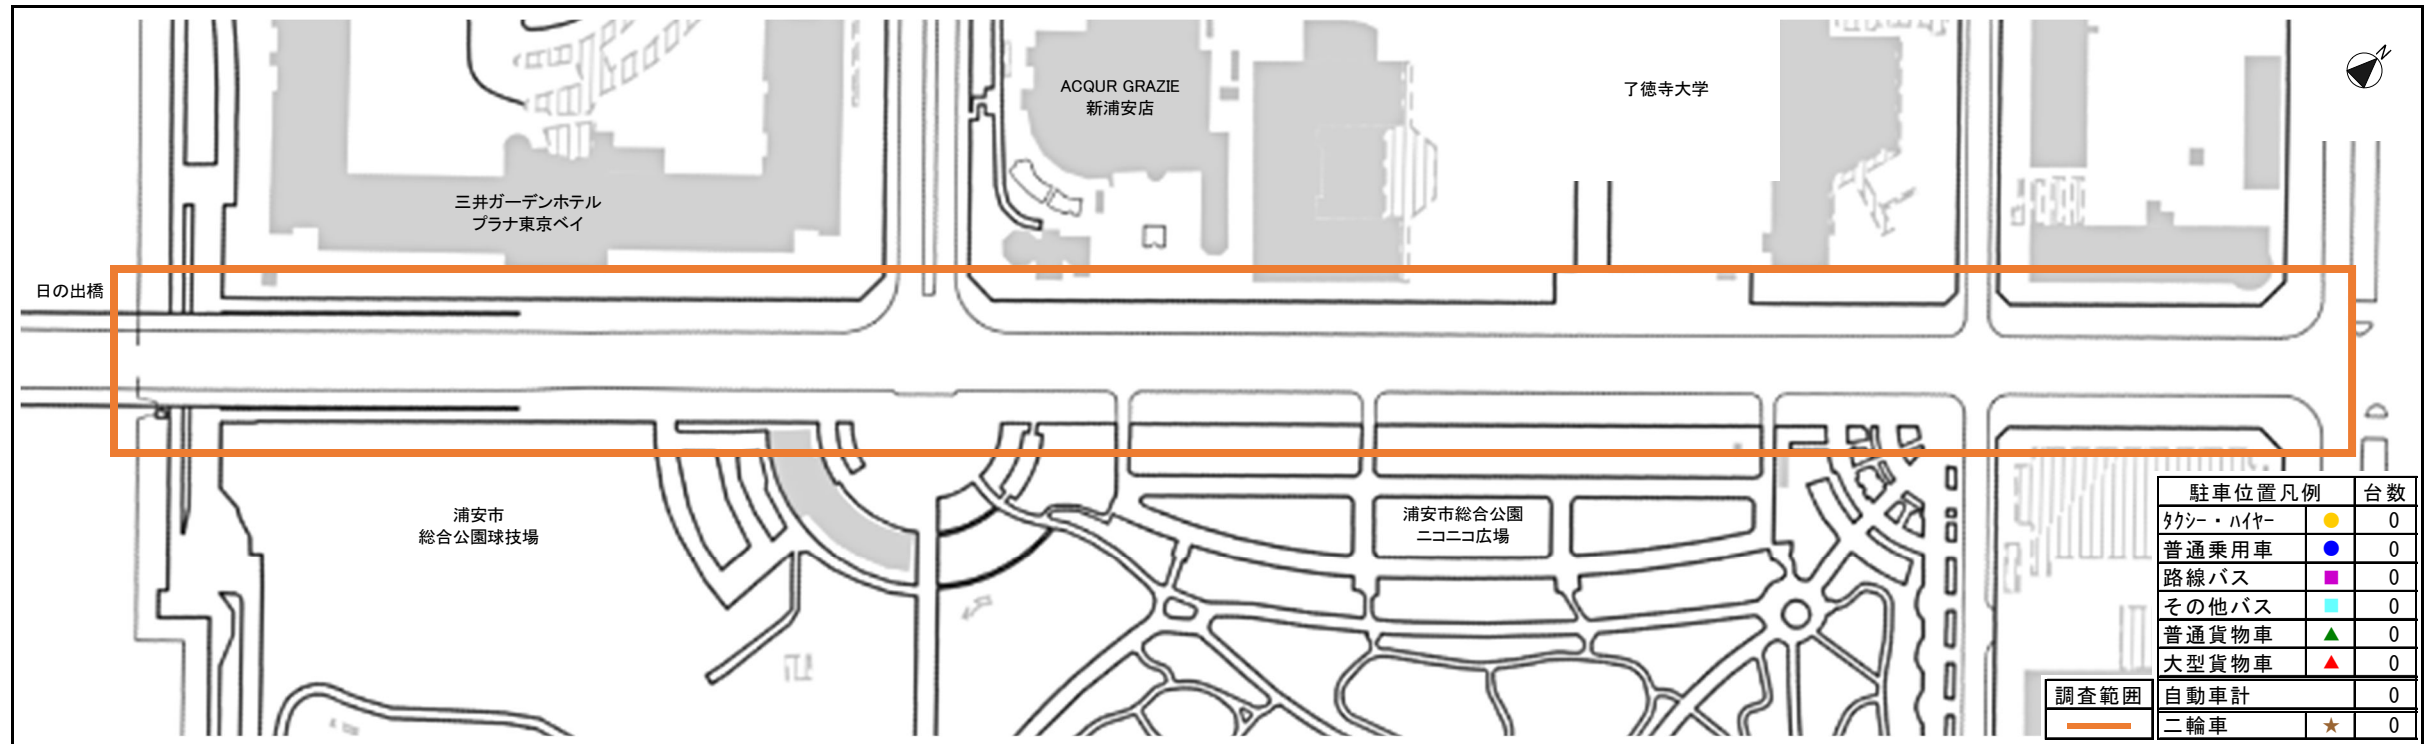 N
ACQUR GRAZIE
新浦安店
了徳寺大学
三井ガーデンホテル
プラナ東京ベイ
日の出橋
浦安市
総合公園球技場
浦安市総合公園
ニコニコ広場
駐車位置凡例 台数
ﾀｸｼｰ・ﾊｲﾔｰ ● 0
普通乗用車 ● 0
路線バス ■ 0
その他バス ■ 0
普通貨物車 ▲ 0
大型貨物車 ▲ 0
調査範囲 自動車計 0
二輪車 ★ 0